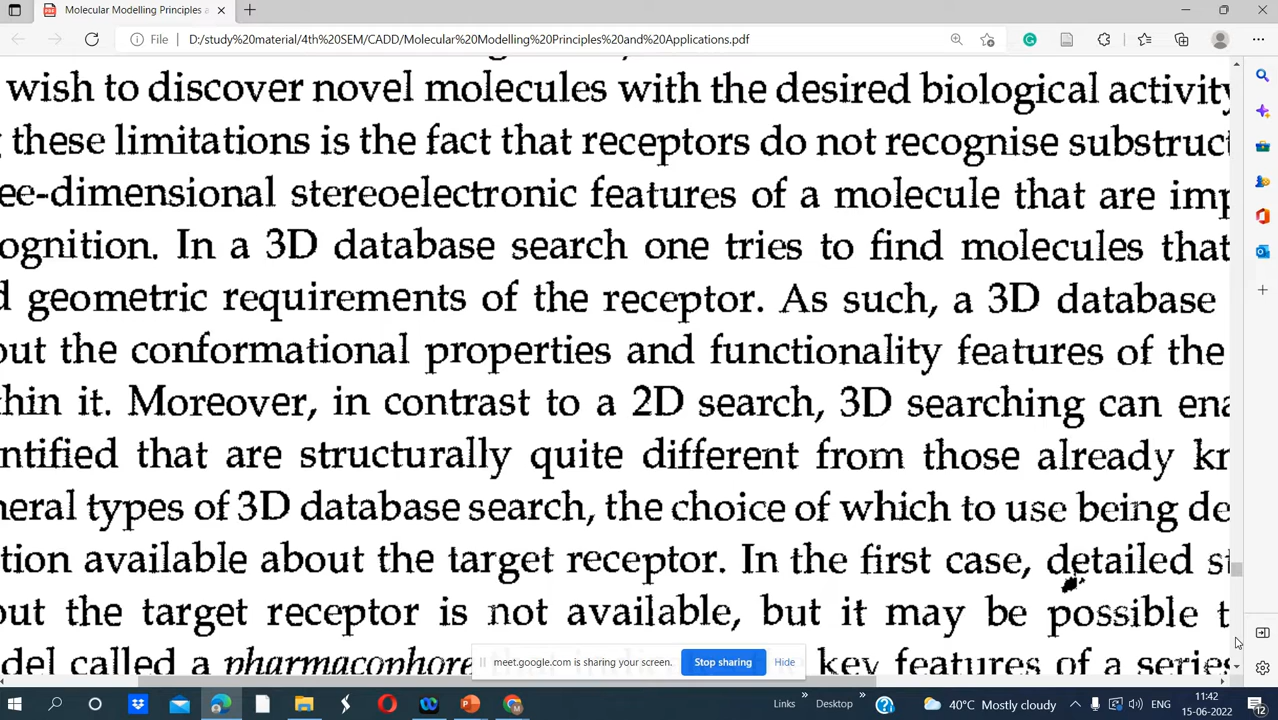 Molecular Modelling Principles a
File
D:/study%20material/4th%20SEM/CADD/Molecular%20Modelling%20Principles%20and%20Applications.pdf
wish to discover novel molecules with the desired biological activity
these limitations is the fact that receptors do not recognise substruct
ee-dimensional stereoelectronic features of a molecule that are imp
ognition. In a 3D database search one tries to find molecules that
geometric requirements of the receptor. As such, a 3D database
out the conformational properties and functionality features of the
hin it. Moreover, in contrast to a 2D search, 3D searching can ena
ntified that are structurally quite different from those already kr
neral types of 3D database search, the choice of which to use being de
tion available about the target receptor. In the first case, detailed st
out the target receptor is not available, but it may be possible t
del called a pharmacophore key features of a series
meet.google.com is sharing your screen.
Stop sharing
Hide
Links
Desktop
40°C Mostly cloudy
ENG
11:42
15-06-2022
12